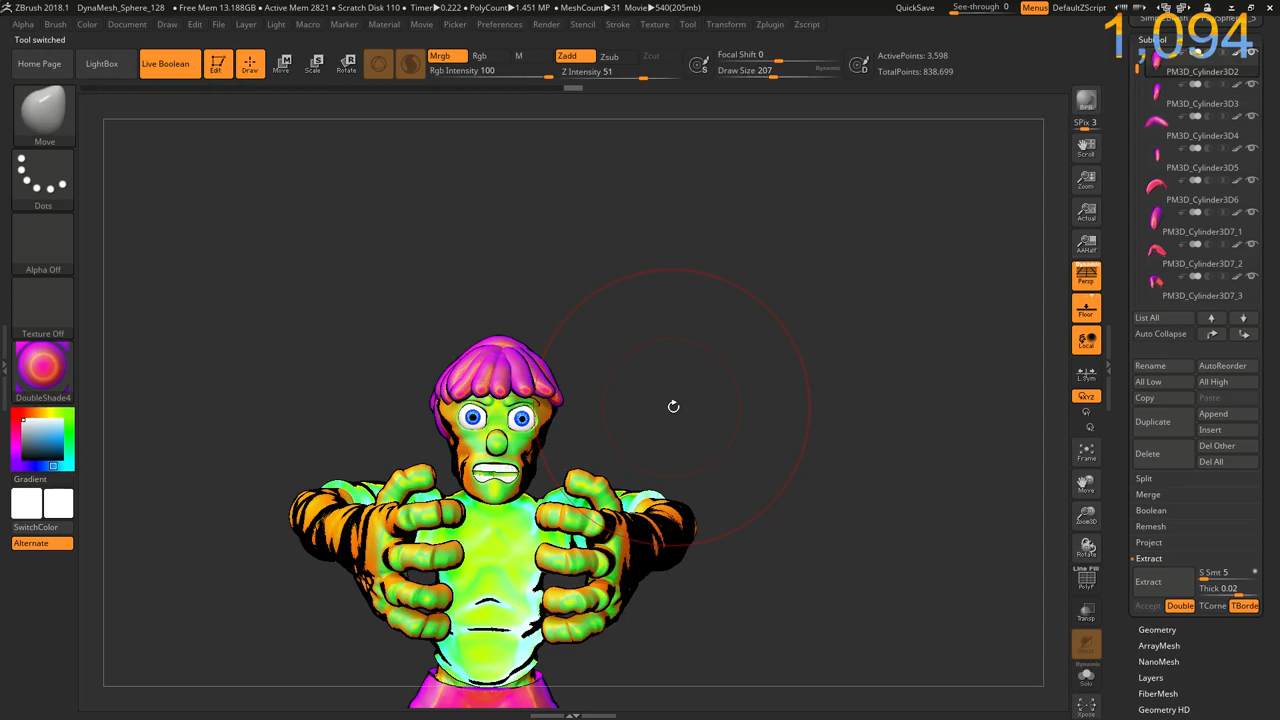 ZBrush 2018.1 DynaMesh_Sphere_128 • Free Mem 13.188GB • Active Mem 2821 • Scratch Disk 110 • Timer▶0.222 • PolyCount▶1.451 MP • MeshCount▶31 Movie▶540(205mb) QuickSave See-through 0 Menus DefaultZScript
Alpha Brush Color Document Draw Edit File Layer Light Macro Marker Material Movie Picker Preferences Render Stencil Stroke Texture Tool Transform Zplugin Zscript
Tool switched
1,094
Home Page LightBox Live Boolean Edit Draw Move Scale Rotate
Mrgb Rgb M Zadd Zsub Zcut
Rgb Intensity 100 Z Intensity 51
Focal Shift 0
Draw Size 207 Dynamic
S D
ActivePoints: 3,598
TotalPoints: 838,699
Move
Dots
Alpha Off
Texture Off
DoubleShade4
Gradient
SwitchColor
Alternate
BPR
SPix 3
Scroll
Zoom
Actual
AAHalf
Dynamic
Persp
Floor
Local
L.Sym
XYZ
Frame
Move
Zoom3D
Rotate
Line Fill
PolyF
Transp
Dynamic
Solo
Xpose
PM3D_Cylinder3D2
PM3D_Cylinder3D3
PM3D_Cylinder3D4
PM3D_Cylinder3D5
PM3D_Cylinder3D6
PM3D_Cylinder3D7_1
PM3D_Cylinder3D7_2
PM3D_Cylinder3D7_3
List All
Auto Collapse
Rename AutoReorder
All Low All High
Copy Paste
Duplicate Append
Insert
Delete Del Other
Del All
Split
Merge
Boolean
Remesh
Project
Extract
Extract S Smt 5
Thick 0.02
Accept Double TCorne TBorde
Geometry
ArrayMesh
NanoMesh
Layers
FiberMesh
Geometry HD